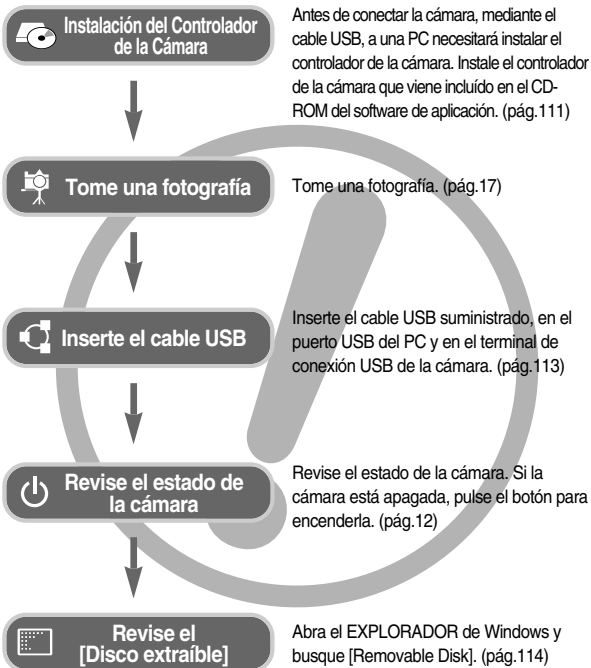 Instalación del Controlador
de la Cámara
Antes de conectar la cámara, mediante el
cable USB, a una PC necesitará instalar el
controlador de la cámara. Instale el controlador
de la cámara que viene incluído en el CD-
ROM del software de aplicación. (pág.111)
Tome una fotografía
Tome una fotografía. (pág.17)
Inserte el cable USB
Inserte el cable USB suministrado, en el
puerto USB del PC y en el terminal de
conexión USB de la cámara. (pág.113)
Revise el estado de
la cámara
Revise el estado de la cámara. Si la
cámara está apagada, pulse el botón para
encenderla. (pág.12)
Revise el
[Disco extraíble]
Abra el EXPLORADOR de Windows y
busque [Removable Disk]. (pág.114)